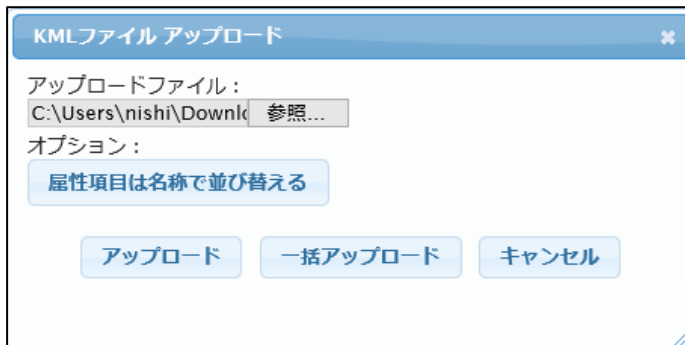 KMLファイル アップロード
アップロードファイル：
C:\Users\nishi\Downlo 参照...
オプション：
属性項目は名称で並び替える
アップロード 一括アップロード キャンセル